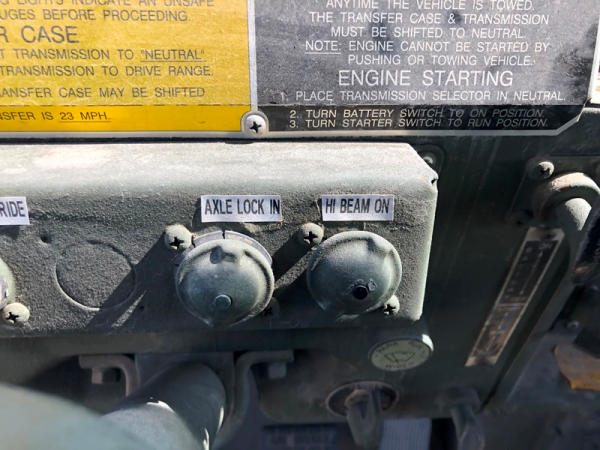 G LIGHTS INDICATE AN UNSAFE
UGES BEFORE PROCEEDING.
R CASE
T TRANSMISSION TO "NEUTRAL"
TRANSMISSION TO DRIVE RANGE.
ANSFER CASE MAY BE SHIFTED
NSFER IS 23 MPH.
ANYTIME THE VEHICLE IS TOWED.
THE TRANSFER CASE & TRANSMISSION
MUST BE SHIFTED TO NEUTRAL.
NOTE: ENGINE CANNOT BE STARTED BY
PUSHING OR TOWING VEHICLE.
ENGINE STARTING
1. PLACE TRANSMISSION SELECTOR IN NEUTRAL.
2. TURN BATTERY SWITCH TO ON POSITION.
3. TURN STARTER SWITCH TO RUN POSITION.
RIDE
AXLE LOCK IN
HI BEAM ON